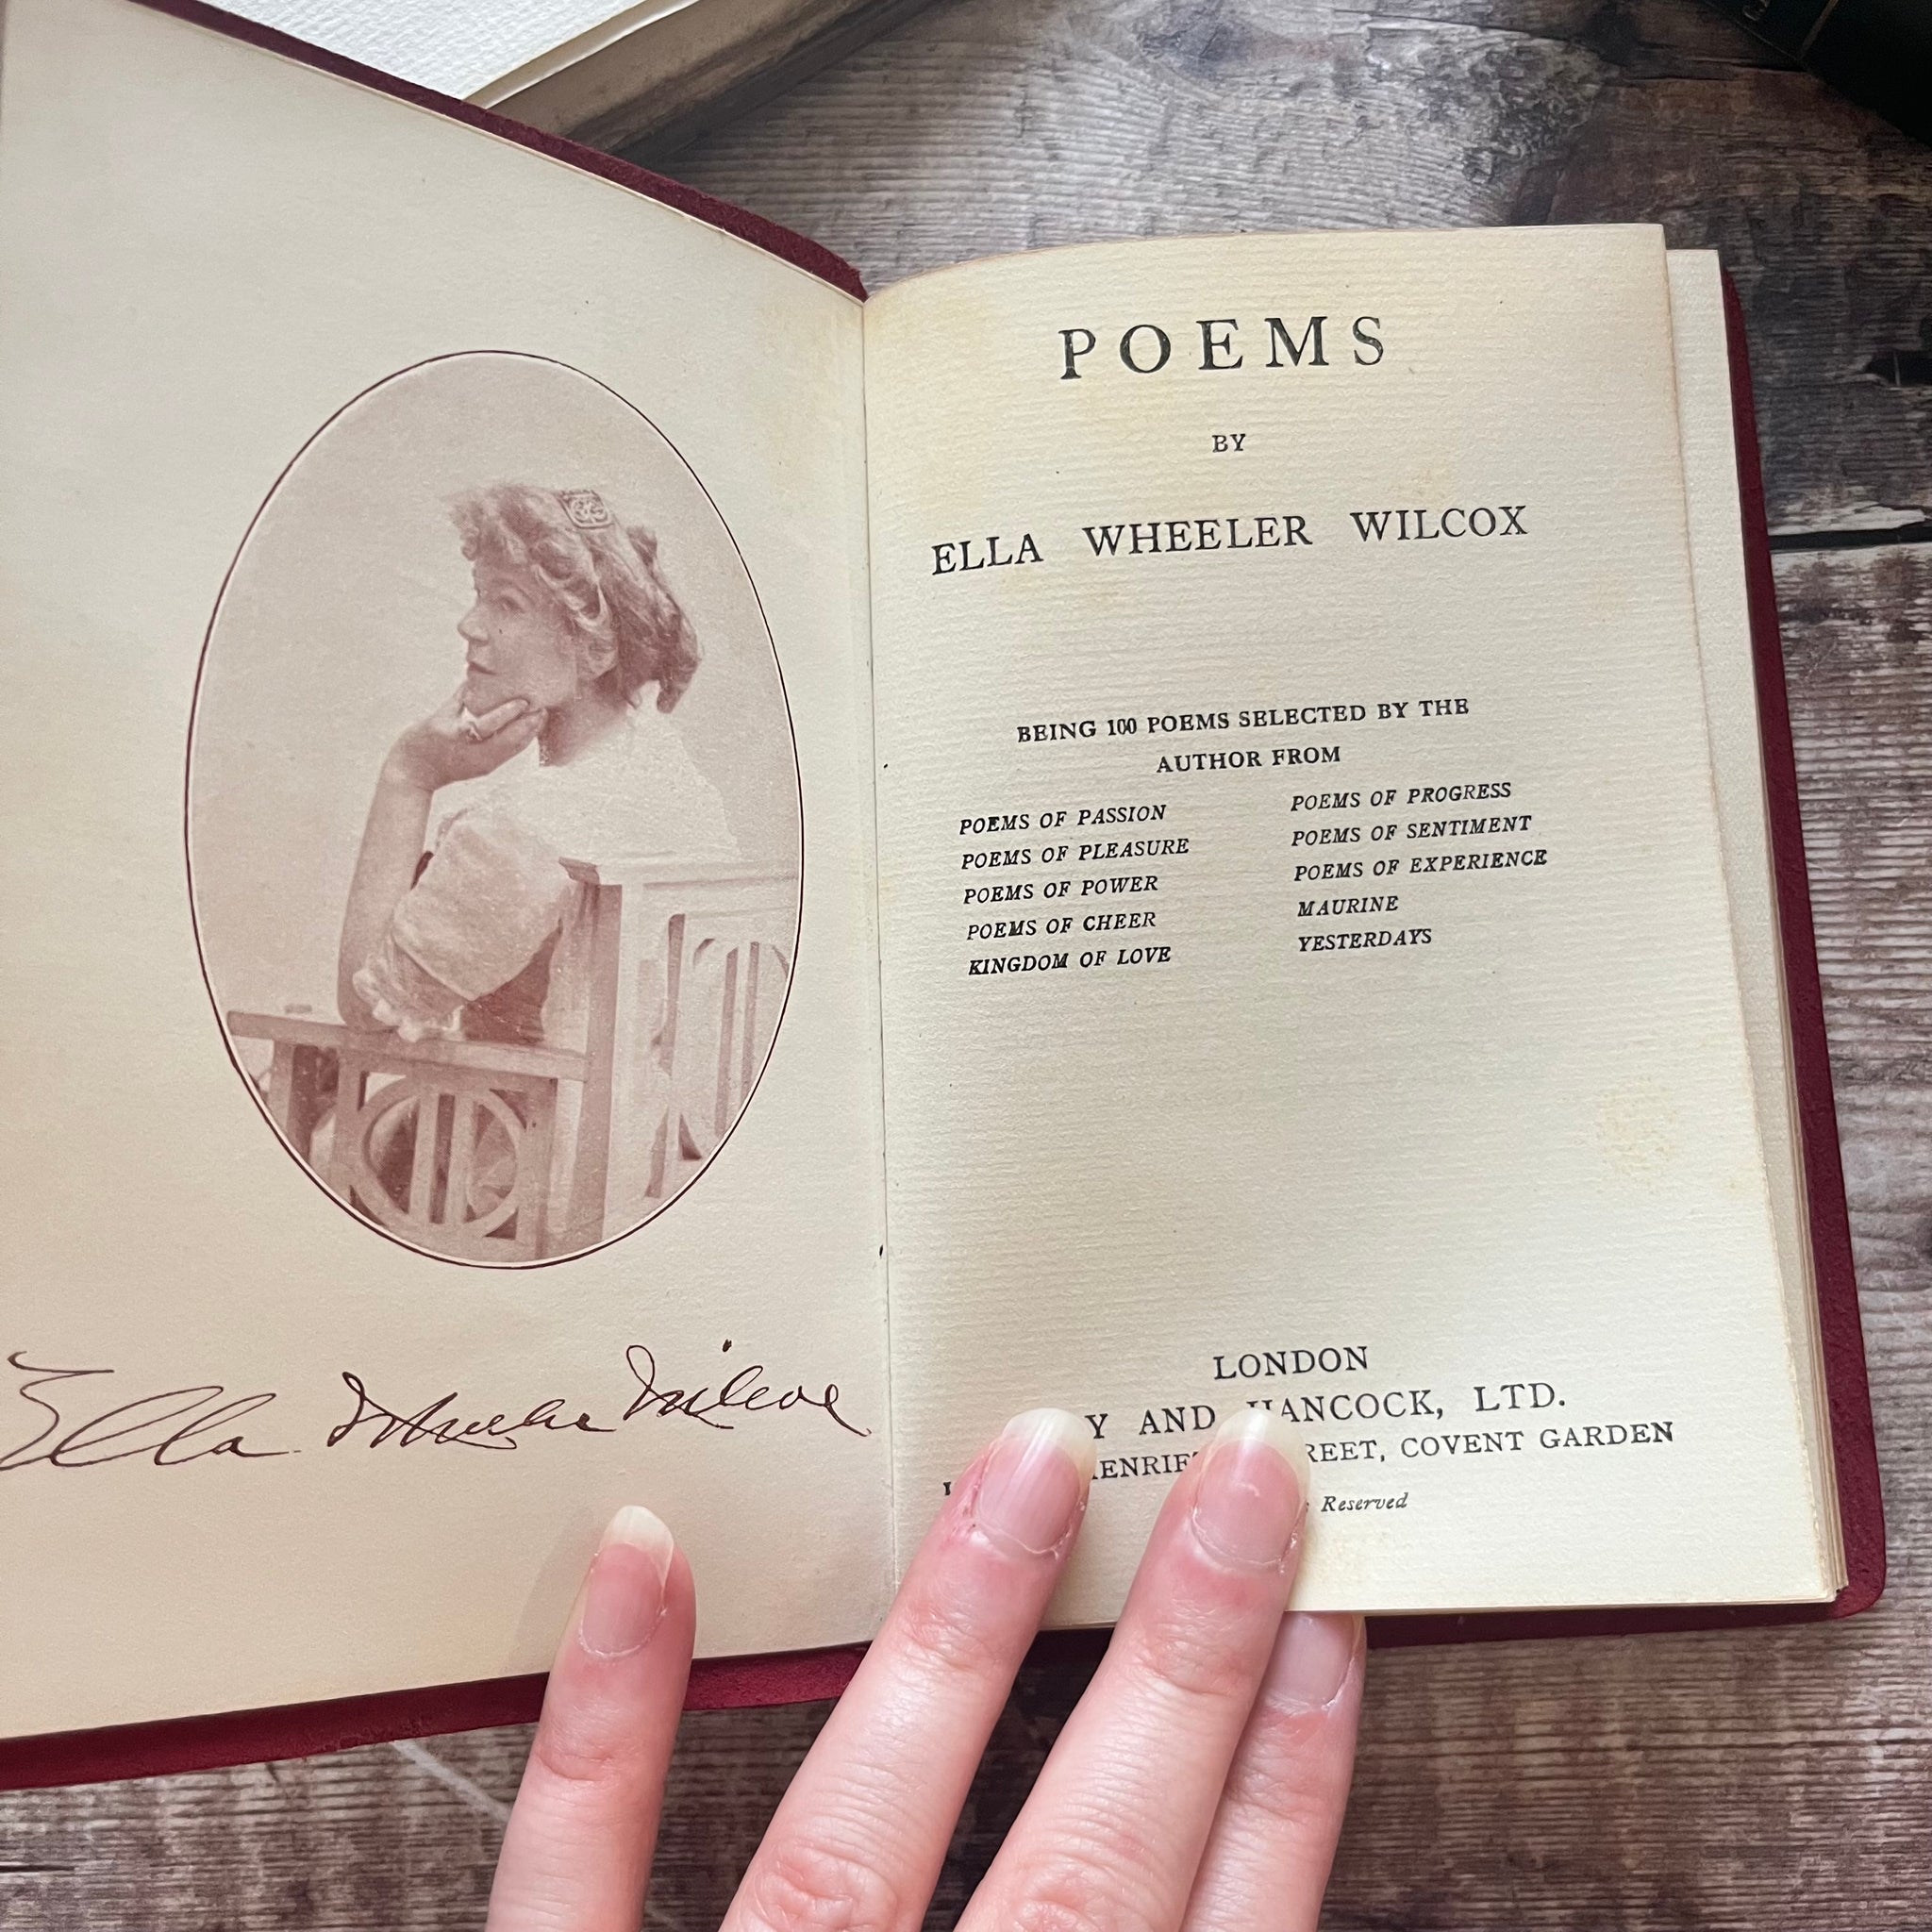 Ella Wheeler Wilcox
POEMS
BY
ELLA WHEELER WILCOX
BEING 100 POEMS SELECTED BY THE
AUTHOR FROM
POEMS OF PASSION
POEMS OF PLEASURE
POEMS OF POWER
POEMS OF CHEER
KINGDOM OF LOVE
POEMS OF PROGRESS
POEMS OF SENTIMENT
POEMS OF EXPERIENCE
MAURINE
YESTERDAYS
LONDON
AND HANCOCK, LTD.
COVENT GARDEN
Reserved